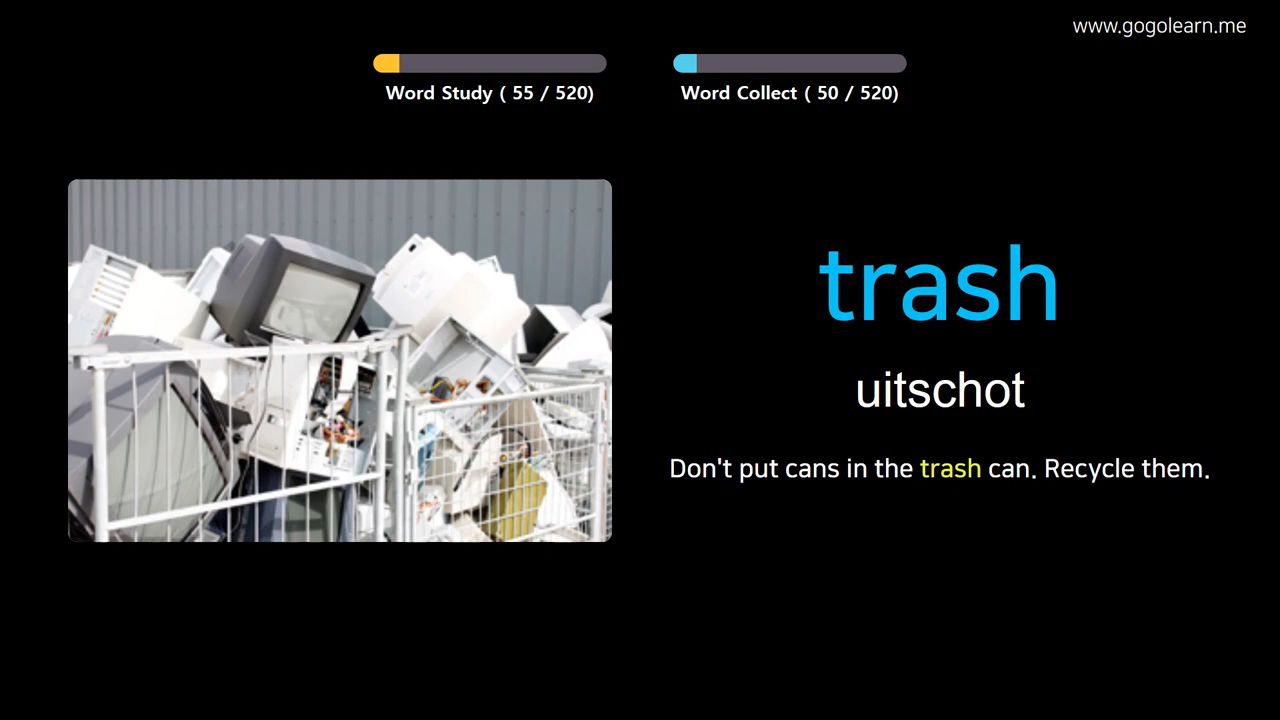 www.gogolearn.me
Word Study ( 55 / 520)
Word Collect ( 50 / 520)
trash
uitschot
Don't put cans in the trash can. Recycle them.